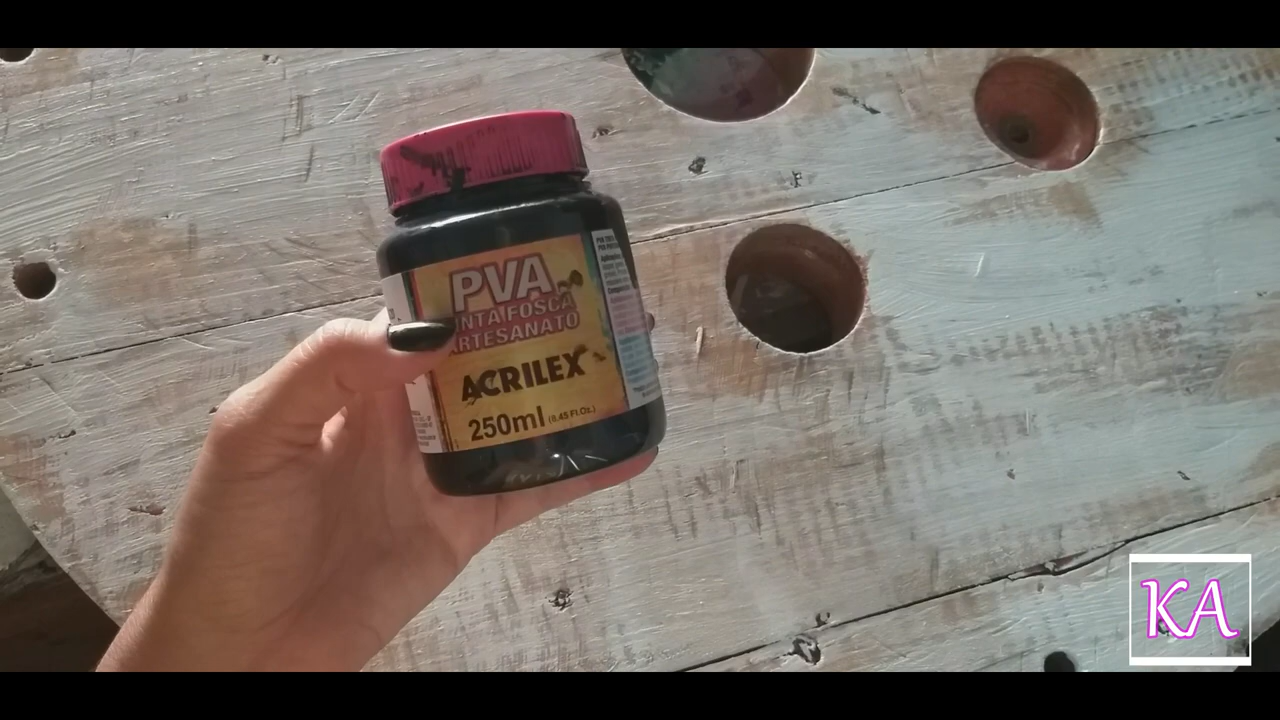 PVA
TINTA FOSCA
ARTESANATO
ACRILEX
250ml (8.45 Fl.Oz.)
KA